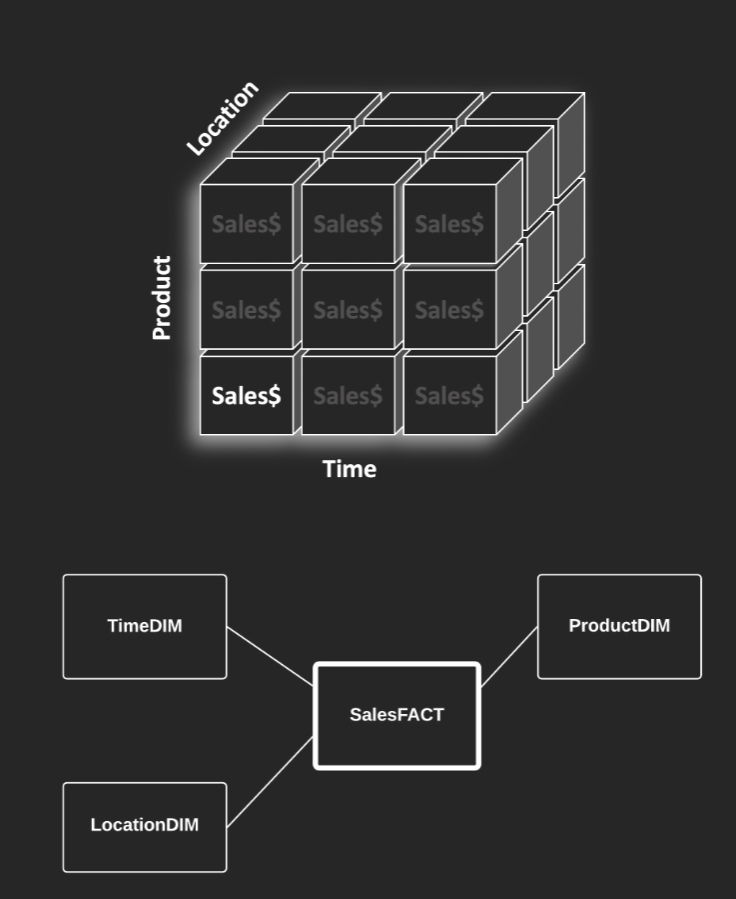 Location
Product
Sales$ Sales$ Sales$
Sales$ Sales$ Sales$
Sales$ Sales$ Sales$
Time
TimeDIM
ProductDIM
SalesFACT
LocationDIM